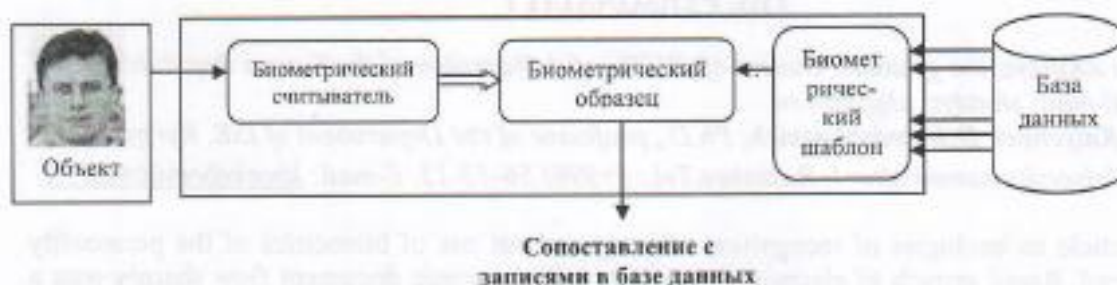 Объект
Биометрический
считыватель
Биометрический
образец
Биомет
ричес-
кий
шаблон
База
данных
Сопоставление с
записями в базе данных